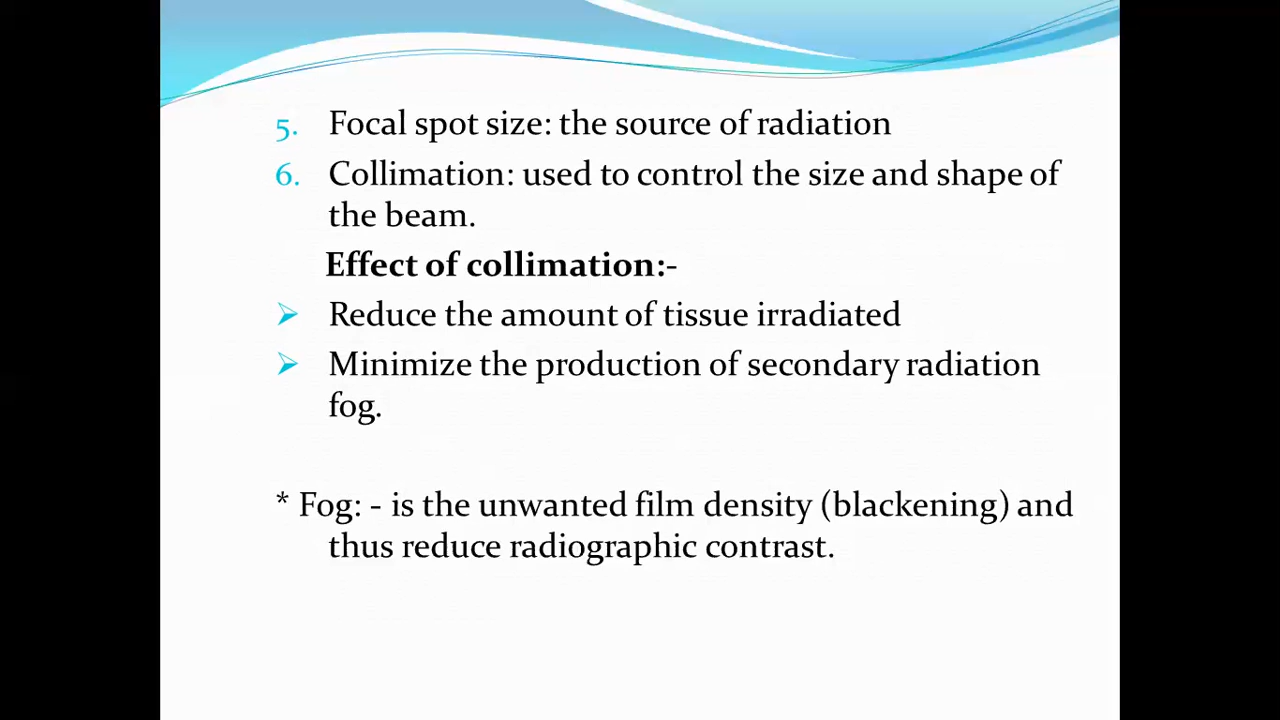 5. Focal spot size: the source of radiation
6. Collimation: used to control the size and shape of
the beam.
Effect of collimation:-
➢ Reduce the amount of tissue irradiated
➢ Minimize the production of secondary radiation
fog.
* Fog: - is the unwanted film density (blackening) and
thus reduce radiographic contrast.